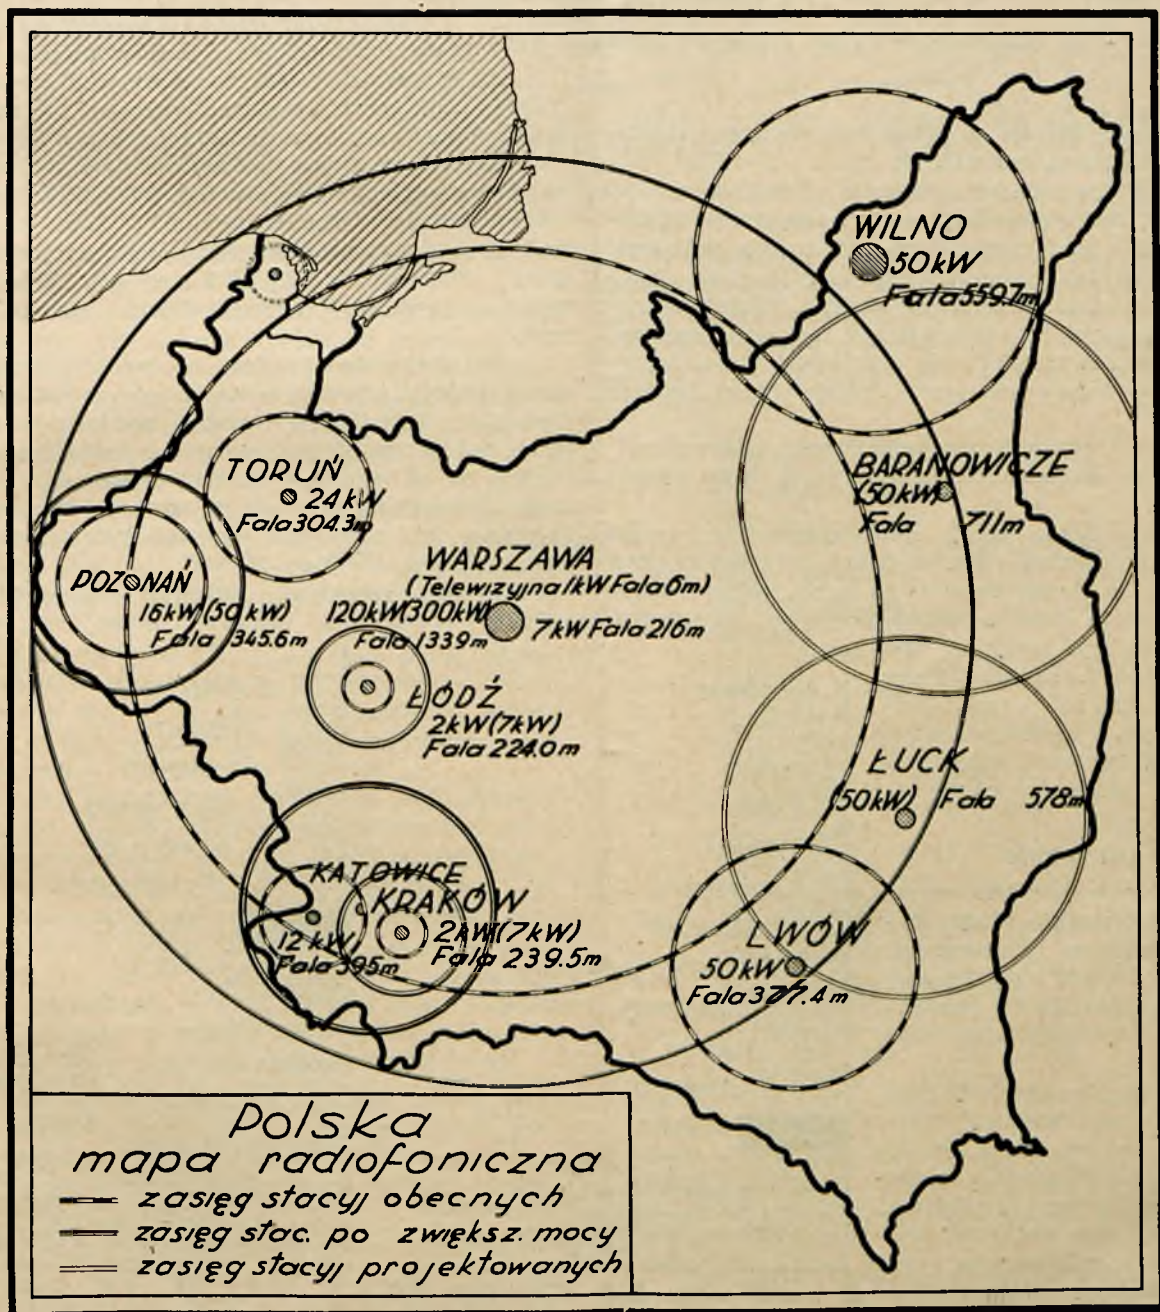 WILNO
50kW
Fala 559.7m
BARANOWICZE
(50kW)
Fala 711m
TORUŃ
24kW
Fala 304.3m
WARSZAWA
(Telewizyjna 1kW Fala 6m)
120kW(300kW)
Fala 1339m
7kW Fala 216m
POZNAŃ
16kW (50kW)
Fala 345.6m
ŁÓDŹ
2kW(7kW)
Fala 224.0m
ŁUCK
(50kW) Fala 578m
KATOWICE
12kW)
Fala 395m
KRAKÓW
2kW(7kW)
Fala 239.5m
LWÓW
50kW
Fala 377.4m
Polska
mapa radiofoniczna
zasięg stacyj obecnych
zasięg stac. po zwiększ. mocy
zasięg stacyj projektowanych